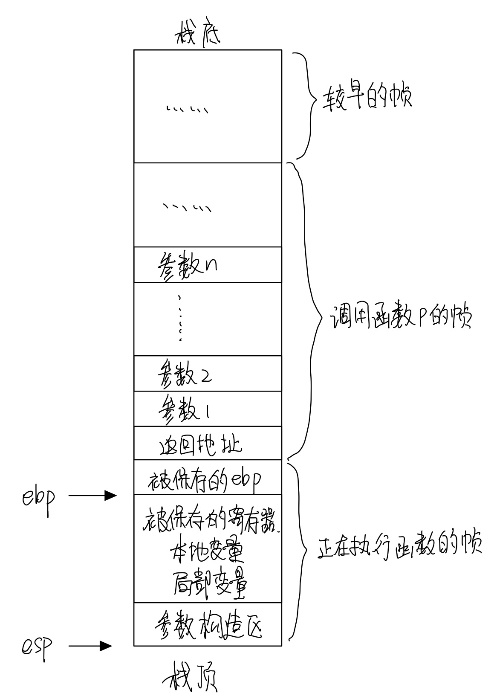 栈底
……
较早的帧
……
参数n
……
调用函数P的帧
参数2
参数1
返回地址
被保存的ebp
ebp
被保存的寄存器
本地变量
局部变量
正在执行函数的帧
参数构造区
esp
栈顶